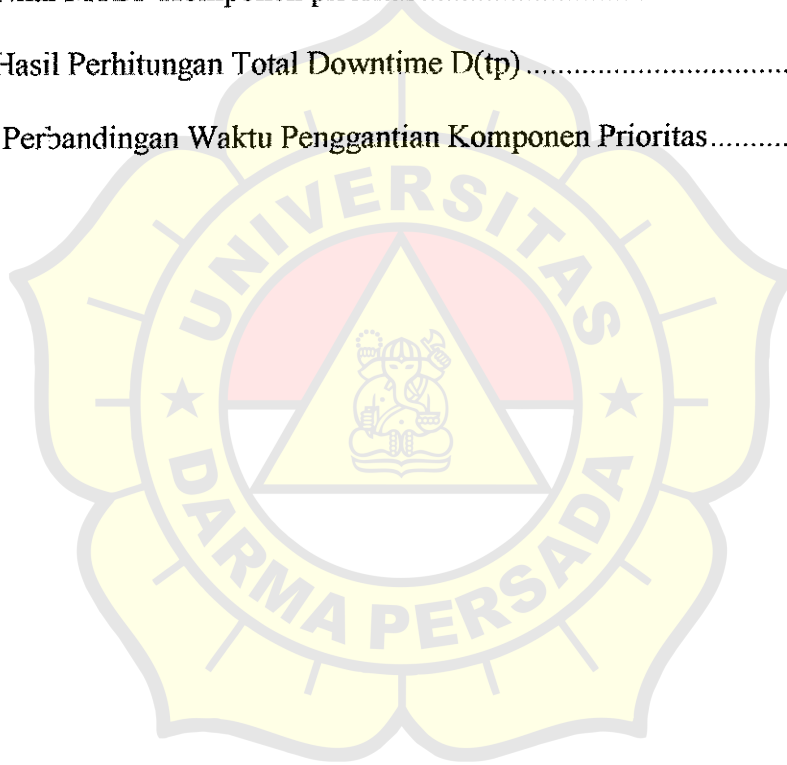 Hasil Perhitungan Total Downtime D(tp)..............................
Perbandingan Waktu Penggantian Komponen Prioritas..........
UNIVERSITAS
DARMA PERSADA